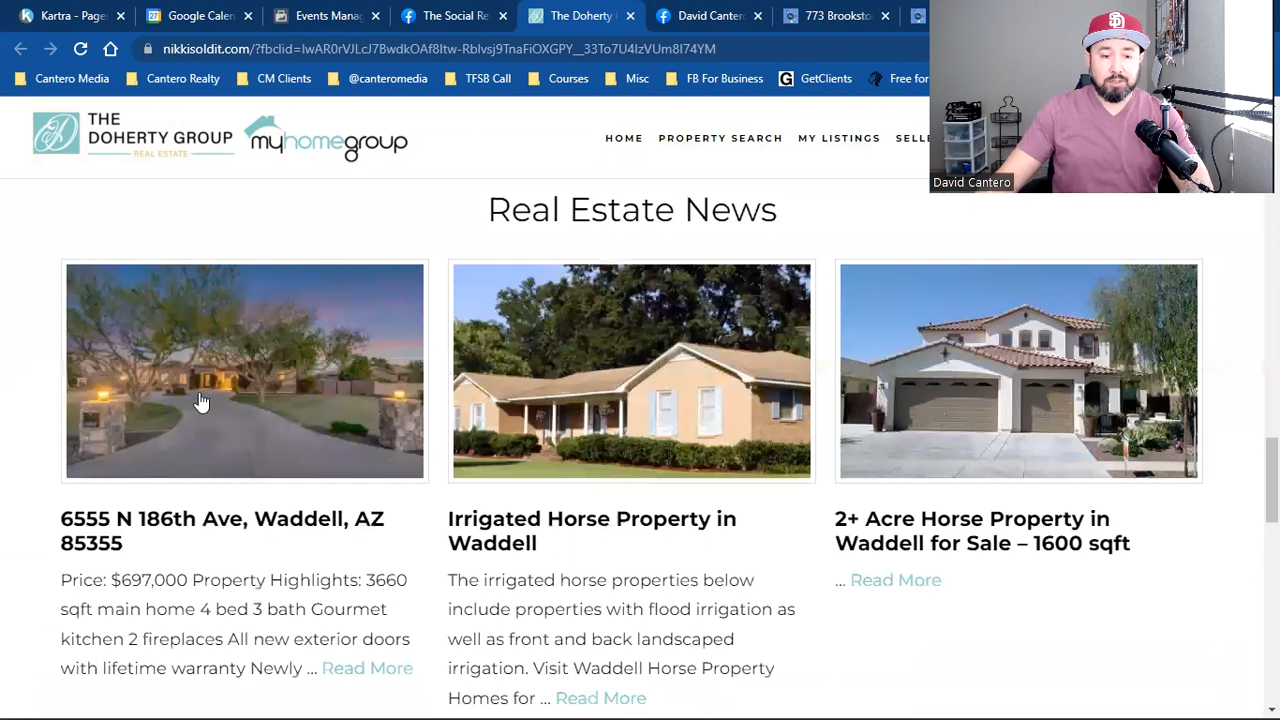 Kartra - Page
Google Calen
Events Manag
The Social Re
The Doherty
David Cantero
773 Brooksto
nikkisoldit.com/?fbclid=IwAR0rVJLcJ7BwdkOAf8ltw-Rblvsj9TnaFiOXGPY__33To7U4IzVUm8I74YM
Cantero Media
Cantero Realty
CM Clients
@canteromedia
TFSB Call
Courses
Misc
FB For Business
GetClients
Free for
THE
DOHERTY GROUP
REAL ESTATE
myhomegroup
HOME
PROPERTY SEARCH
MY LISTINGS
SELL
David Cantero
Real Estate News
6555 N 186th Ave, Waddell, AZ
85355
Price: $697,000 Property Highlights: 3660
sqft main home 4 bed 3 bath Gourmet
kitchen 2 fireplaces All new exterior doors
with lifetime warranty Newly ... Read More
Irrigated Horse Property in
Waddell
The irrigated horse properties below
include properties with flood irrigation as
well as front and back landscaped
irrigation. Visit Waddell Horse Property
Homes for ... Read More
2+ Acre Horse Property in
Waddell for Sale – 1600 sqft
... Read More